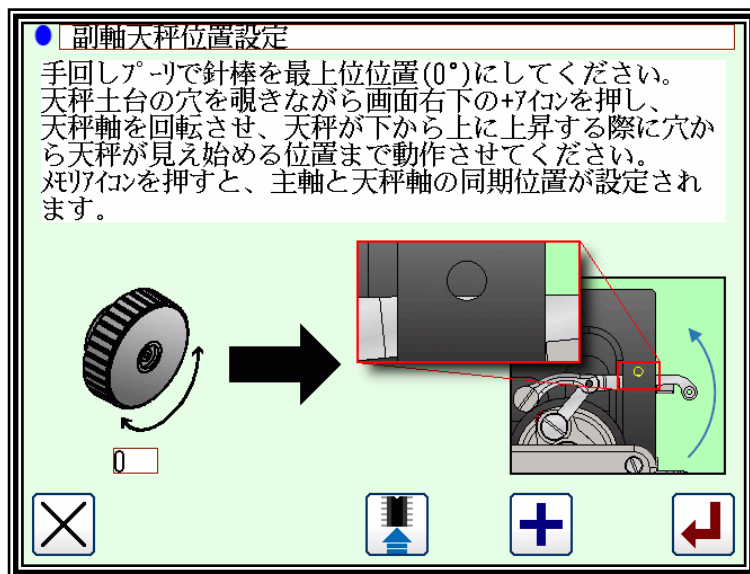 副軸天秤位置設定
手回しプーリで針棒を最上位位置(0°)にしてください。
天秤土台の穴を覗きながら画面右下の+アイコンを押し、
天秤軸を回転させ、天秤が下から上に上昇する際に穴か
ら天秤が見え始める位置まで動作させてください。
メモリアイコンを押すと、主軸と天秤軸の同期位置が設定され
ます。
0